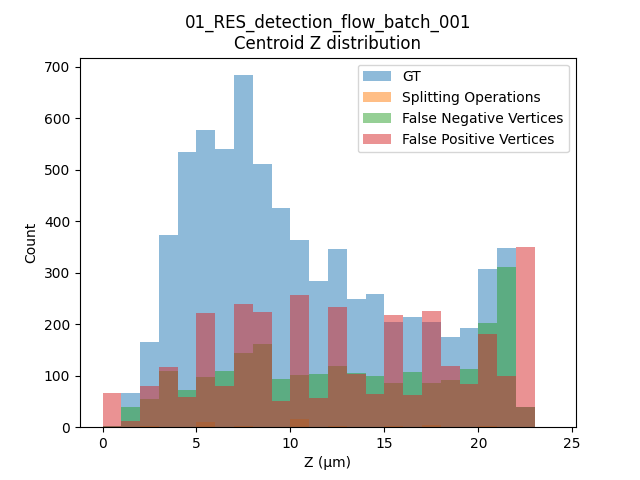 01_RES_detection_flow_batch_001
Centroid Z distribution
GT
Splitting Operations
False Negative Vertices
False Positive Vertices
Count
700
600
500
400
300
200
100
0
0 5 10 15 20 25
Z (μm)